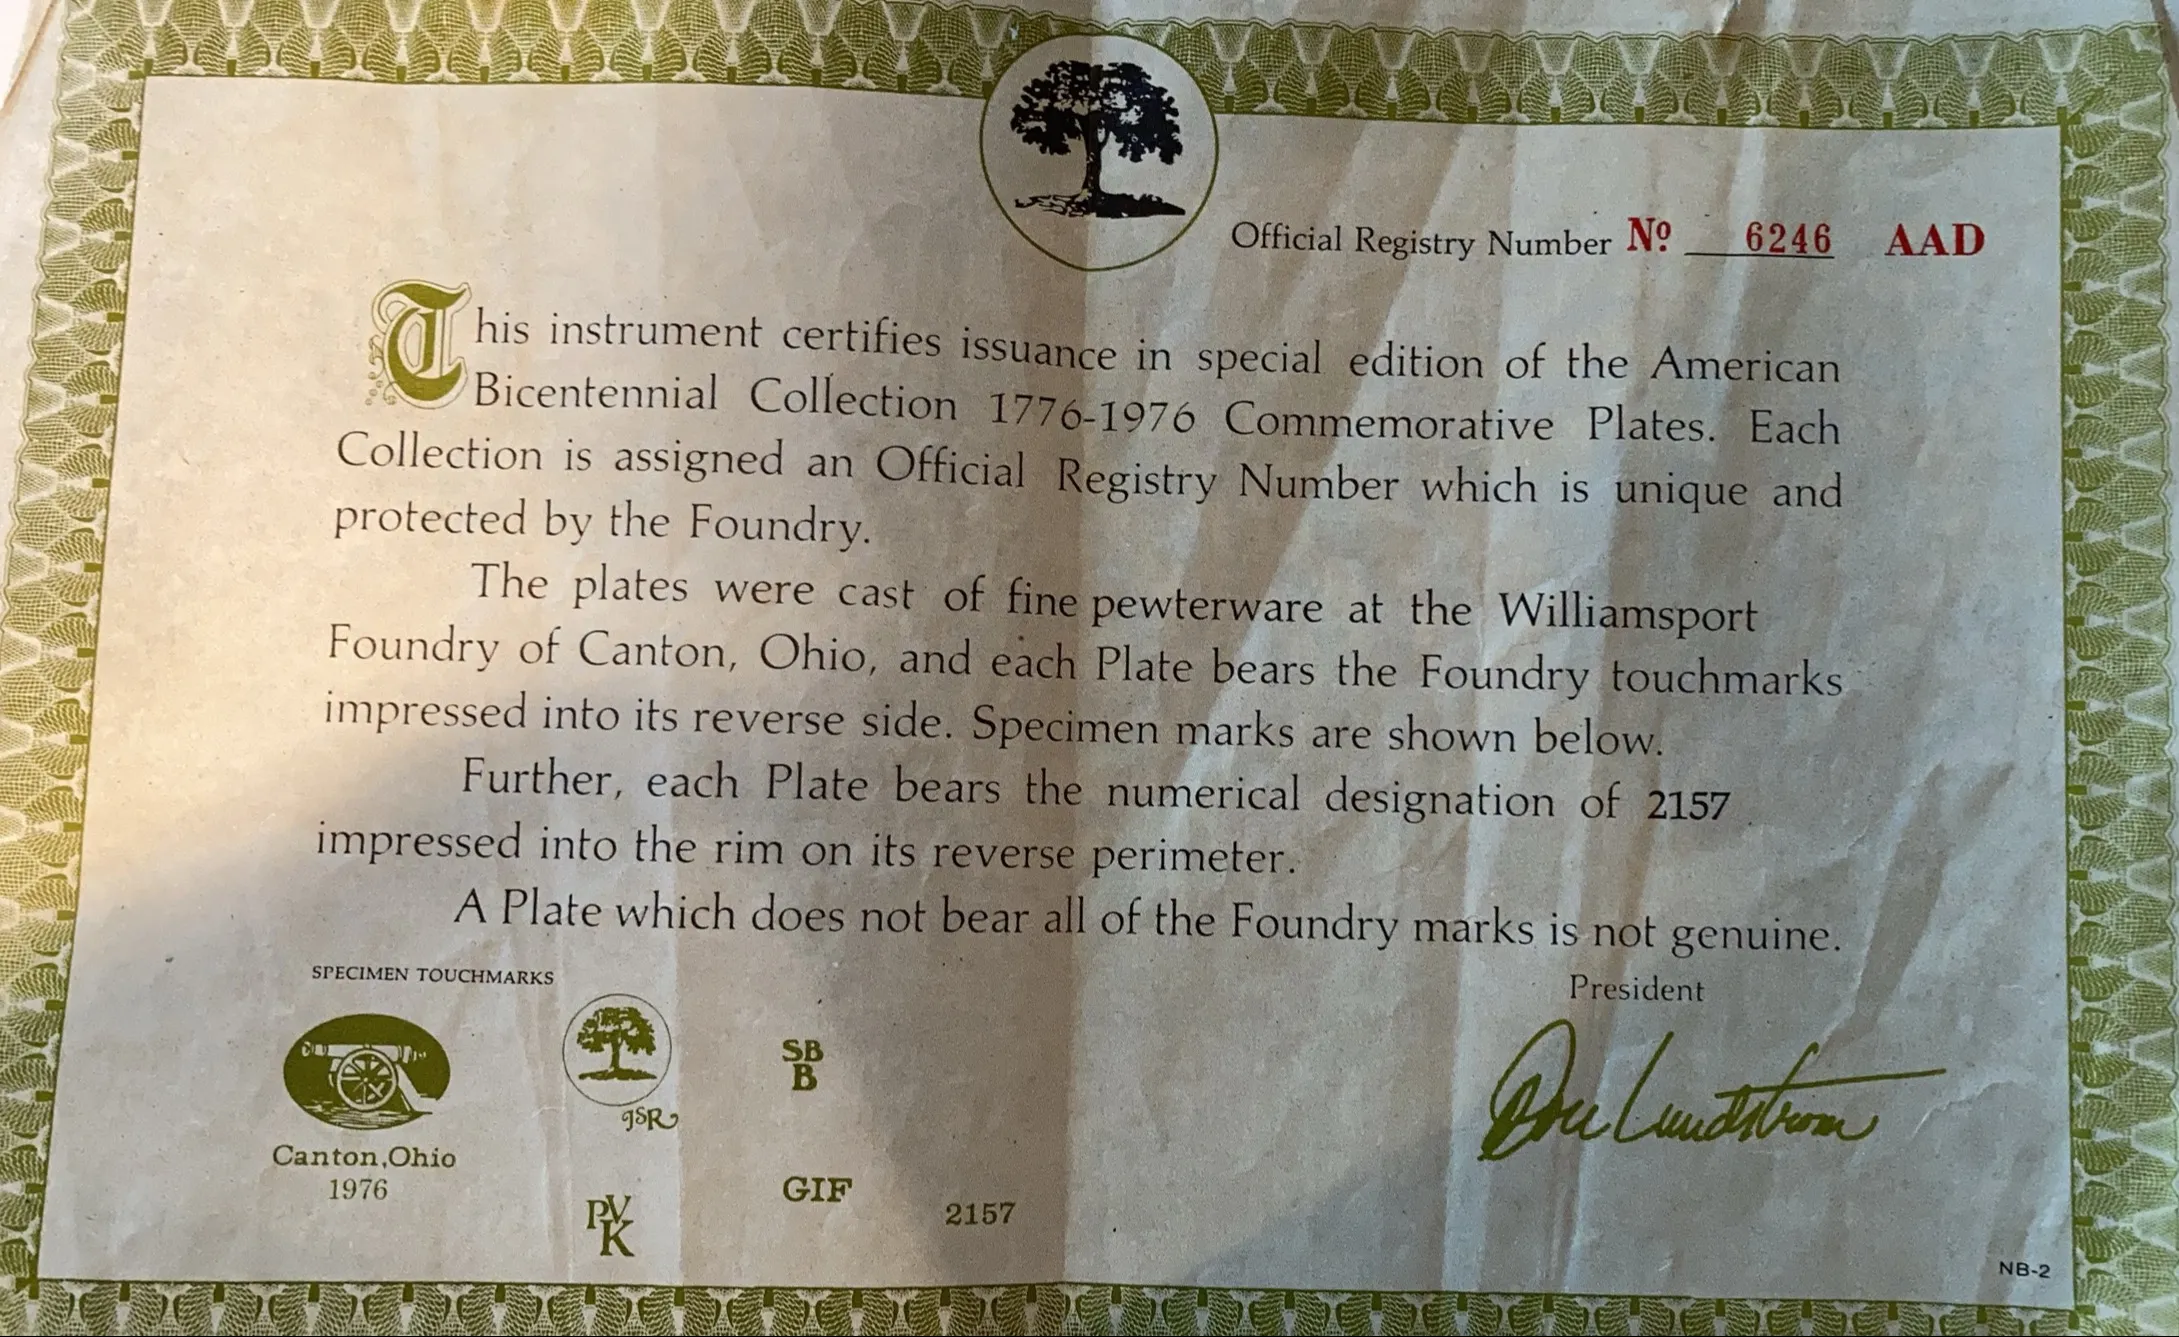 Official Registry Number Nº 6246 AAD
This instrument certifies issuance in special edition of the American
Bicentennial Collection 1776-1976 Commemorative Plates. Each
Collection is assigned an Official Registry Number which is unique and
protected by the Foundry.
The plates were cast of fine pewterware at the Williamsport
Foundry of Canton, Ohio, and each Plate bears the Foundry touchmarks
impressed into its reverse side. Specimen marks are shown below.
Further, each Plate bears the numerical designation of 2157
impressed into the rim on its reverse perimeter.
A Plate which does not bear all of the Foundry marks is not genuine.
President
SPECIMEN TOUCHMARKS
Canton, Ohio
1976
JSR
PVK
SB
B
GIF
2157
Lundstrom
NB-2